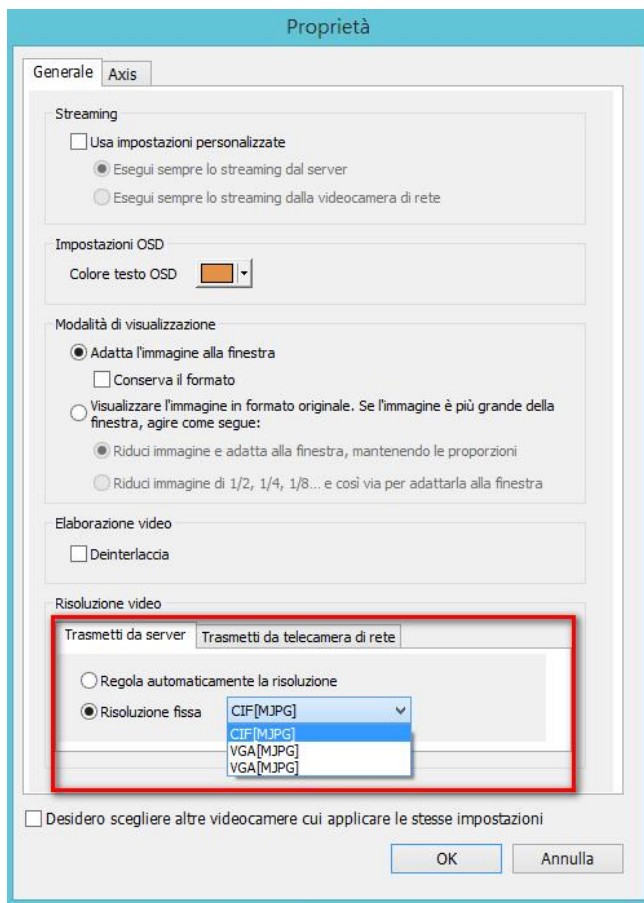 Proprietà
Generale
Axis
Streaming
Usa impostazioni personalizzate
Esegui sempre lo streaming dal server
Esegui sempre lo streaming dalla videocamera di rete
Impostazioni OSD
Colore testo OSD
Modalità di visualizzazione
Adatta l'immagine alla finestra
Conserva il formato
Visualizzare l'immagine in formato originale. Se l'immagine è più grande della
finestra, agire come segue:
Riduci immagine e adatta alla finestra, mantenendo le proporzioni
Riduci immagine di 1/2, 1/4, 1/8... e così via per adattarla alla finestra
Elaborazione video
Deinterlaccia
Risoluzione video
Trasmetti da server
Trasmetti da telecamera di rete
Regola automaticamente la risoluzione
Risoluzione fissa
CIF[MJPG]
CIF[MJPG]
VGA[MJPG]
VGA[MJPG]
Desidero scegliere altre videocamere cui applicare le stesse impostazioni
OK
Annulla